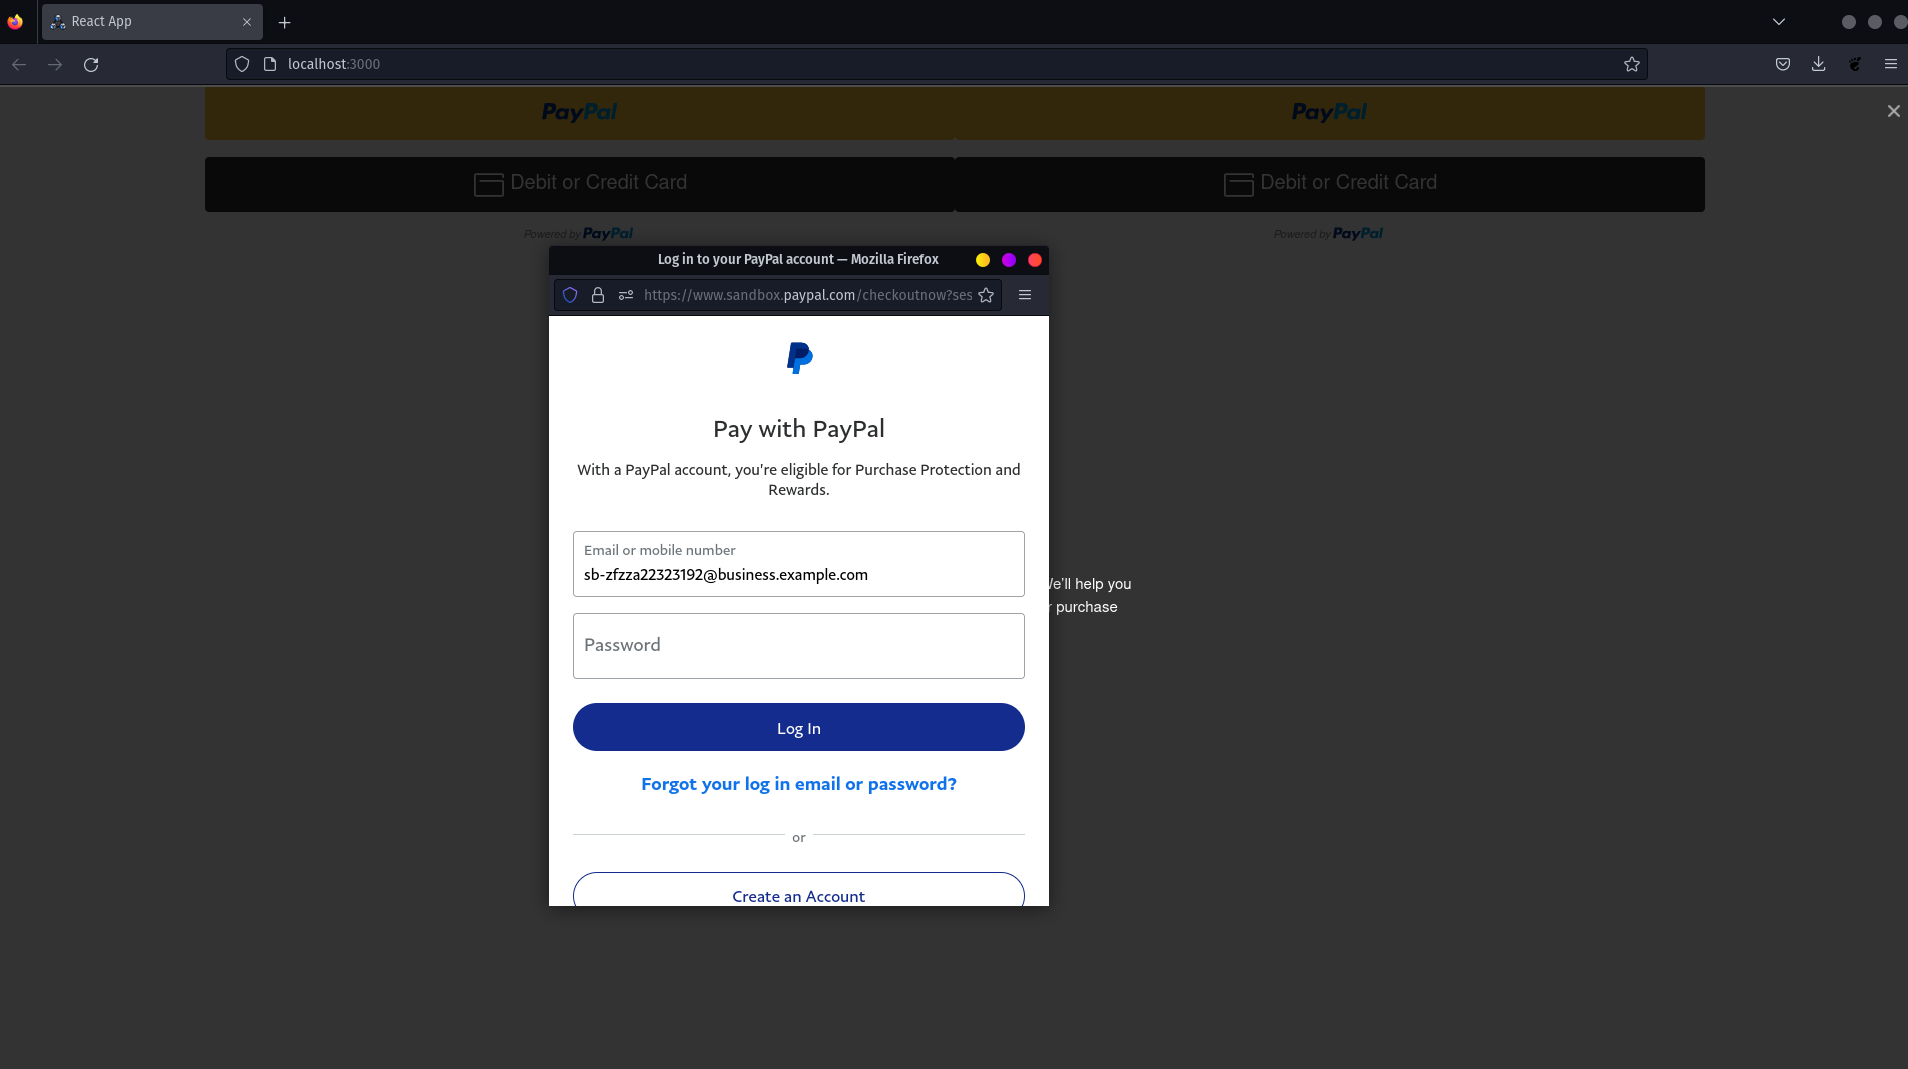 React App
localhost:3000
PayPal PayPal
Debit or Credit Card Debit or Credit Card
Powered by PayPal Powered by PayPal
Log in to your PayPal account — Mozilla Firefox
https://www.sandbox.paypal.com/checkoutnow?ses
Pay with PayPal
With a PayPal account, you're eligible for Purchase Protection and
Rewards.
Email or mobile number
sb-zfzza22323192@business.example.com
e'll help you
purchase
Password
Log In
Forgot your log in email or password?
or
Create an Account